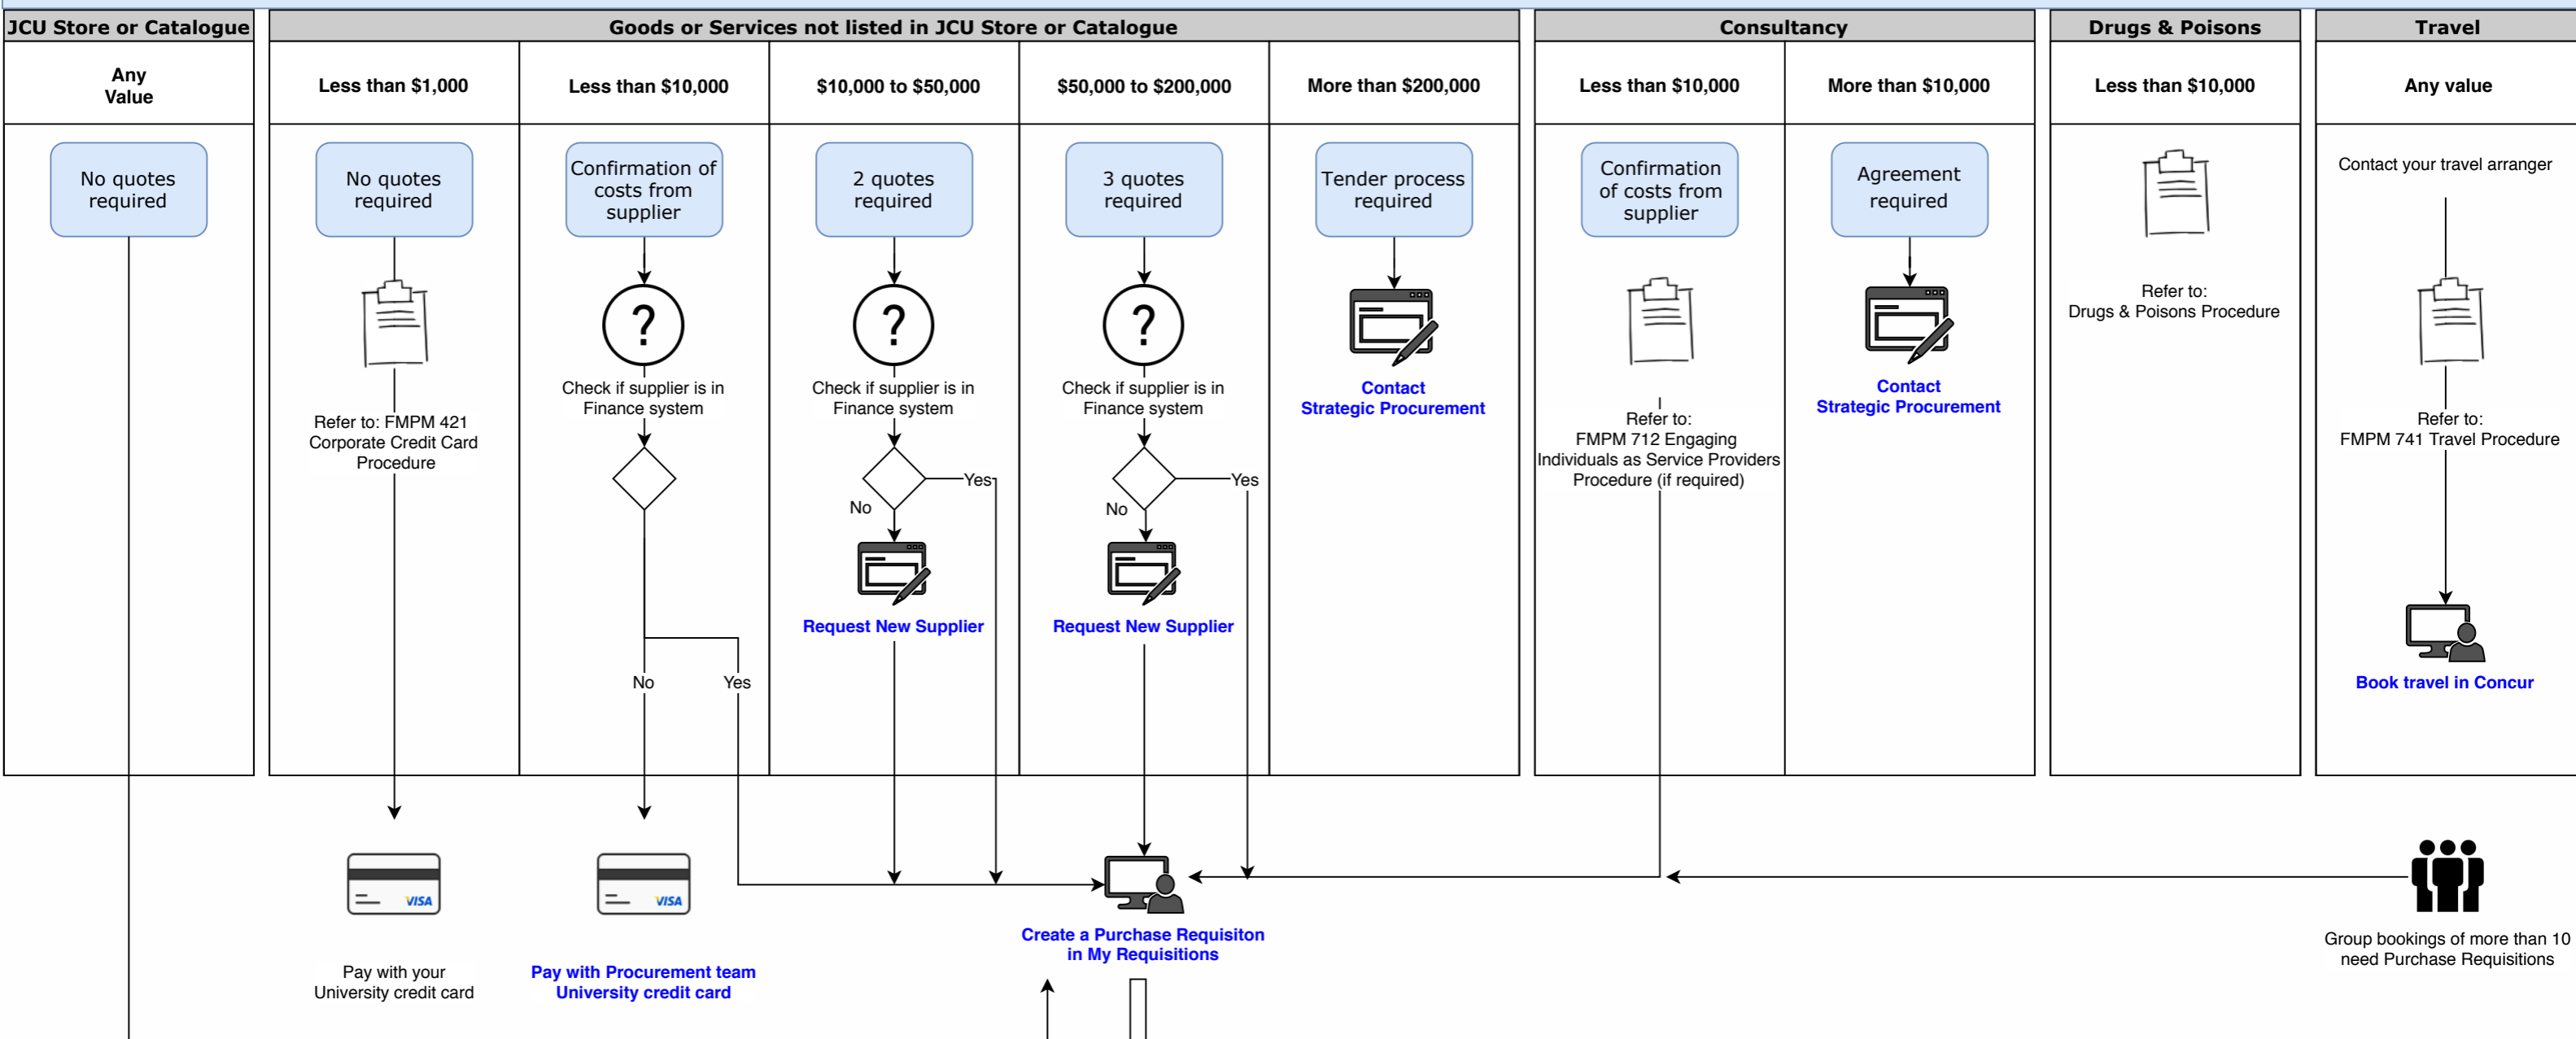 JCU Store or Catalogue
Goods or Services not listed in JCU Store or Catalogue
Consultancy
Drugs & Poisons
Travel
Any
Value
Less than $1,000
Less than $10,000
$10,000 to $50,000
$50,000 to $200,000
More than $200,000
Less than $10,000
More than $10,000
Less than $10,000
Any value
No quotes
required
No quotes
required
Confirmation of
costs from
supplier
2 quotes
required
3 quotes
required
Tender process
required
Confirmation
of costs from
supplier
Agreement
required
Contact your travel arranger
?
?
?
Refer to:
Drugs & Poisons Procedure
Refer to: FMPM 421
Corporate Credit Card
Procedure
Check if supplier is in
Finance system
Check if supplier is in
Finance system
Check if supplier is in
Finance system
Contact
Strategic Procurement
Refer to:
FMPM 712 Engaging
Individuals as Service Providers
Procedure (if required)
Contact
Strategic Procurement
Refer to:
FMPM 741 Travel Procedure
Yes
No
Yes
No
Request New Supplier
Request New Supplier
No
Yes
Book travel in Concur
VISA
VISA
Pay with your
University credit card
Pay with Procurement team
University credit card
Create a Purchase Requisiton
in My Requisitions
Group bookings of more than 10
need Purchase Requisitions